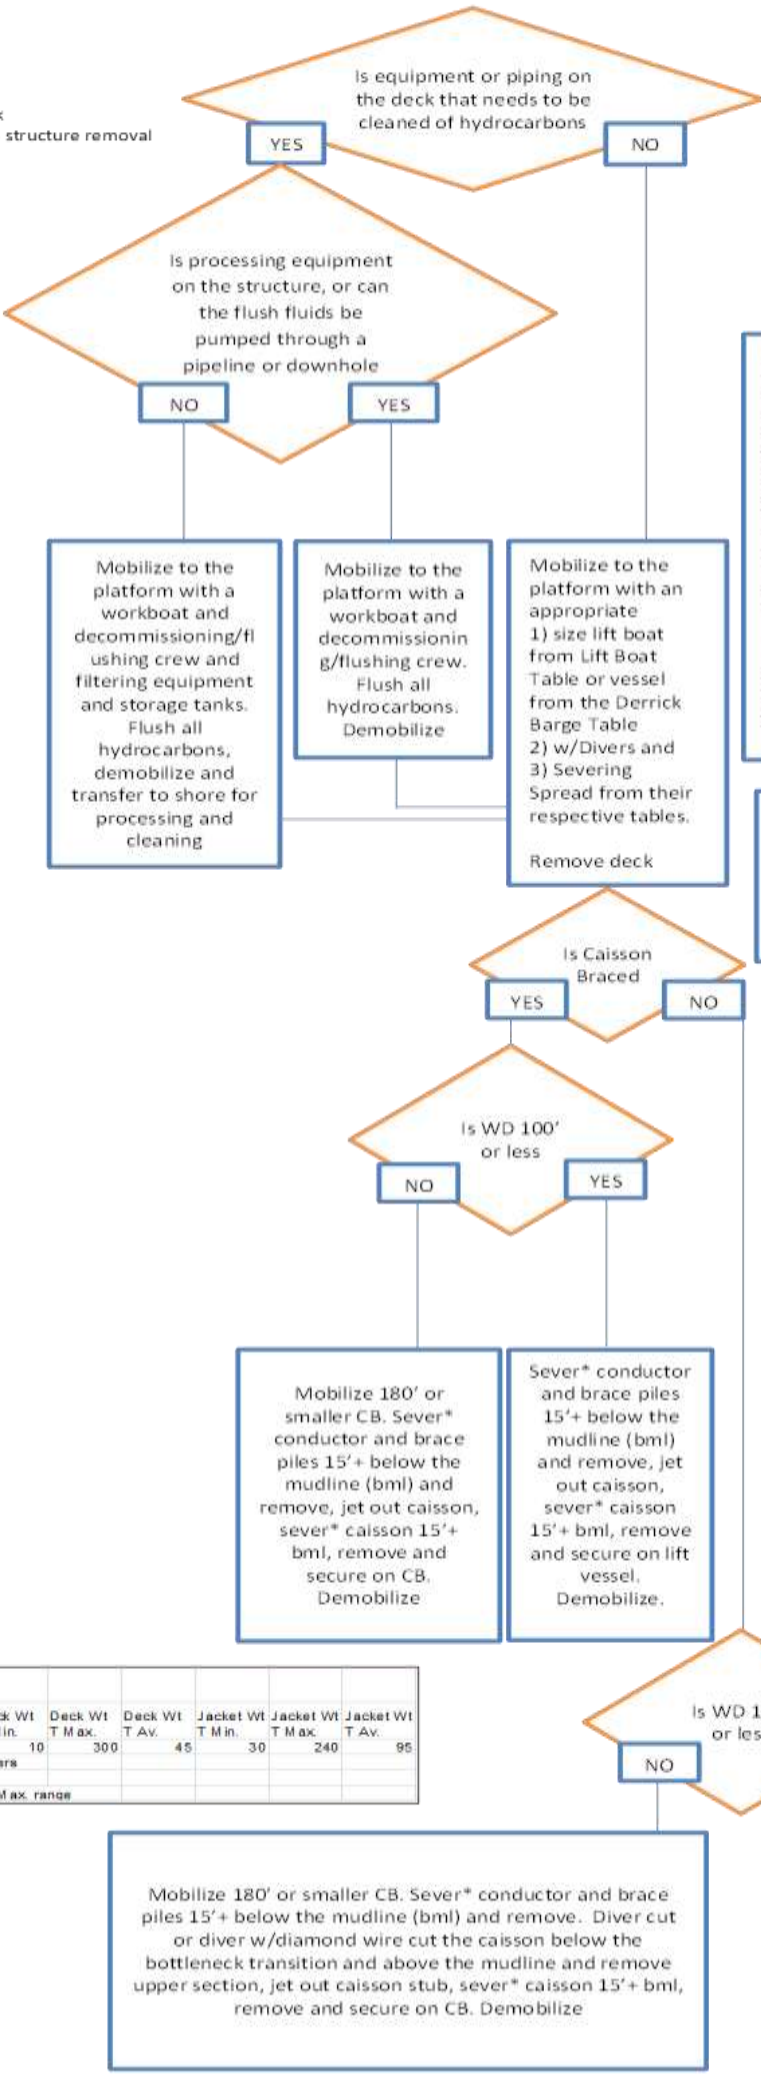 structure removal
Is equipment or piping on
the deck that needs to be
cleaned of hydrocarbons
YES
NO
Is processing equipment
on the structure, or can
the flush fluids be
pumped through a
pipeline or downhole
NO
YES
Mobilize to the
platform with a
workboat and
decommissioning/fl
ushing crew and
filtering equipment
and storage tanks.
Flush all
hydrocarbons,
demobilize and
transfer to shore for
processing and
cleaning
Mobilize to the
platform with a
workboat and
decommissionin
g/flushing crew.
Flush all
hydrocarbons.
Demobilize
Mobilize to the
platform with an
appropriate
1) size lift boat
from Lift Boat
Table or vessel
from the Derrick
Barge Table
2) w/Divers and
3) Severing
Spread from their
respective tables.
Remove deck
Is Caisson
Braced
YES
NO
Is WD 100'
or less
NO
YES
Mobilize 180' or
smaller CB. Sever*
conductor and brace
piles 15'+ below the
mudline (bml) and
remove, jet out caisson,
sever* caisson 15'+
bml, remove and
secure on CB.
Demobilize
Sever* conductor
and brace piles
15'+ below the
mudline (bml)
and remove, jet
out caisson,
sever* caisson
15'+ bml, remove
and secure on lift
vessel.
Demobilize.
Wt Deck Wt Deck Wt Jacket Wt Jacket Wt Jacket Wt
in. T Max. T Av. T Min. T Max. T Av.
10 300 45 30 240 95
Max. range
Is WD 1
or les
NO
Mobilize 180' or smaller CB. Sever* conductor and brace
piles 15'+ below the mudline (bml) and remove. Diver cut
or diver w/diamond wire cut the caisson below the
bottleneck transition and above the mudline and remove
upper section, jet out caisson stub, sever* caisson 15'+ bml,
remove and secure on CB. Demobilize